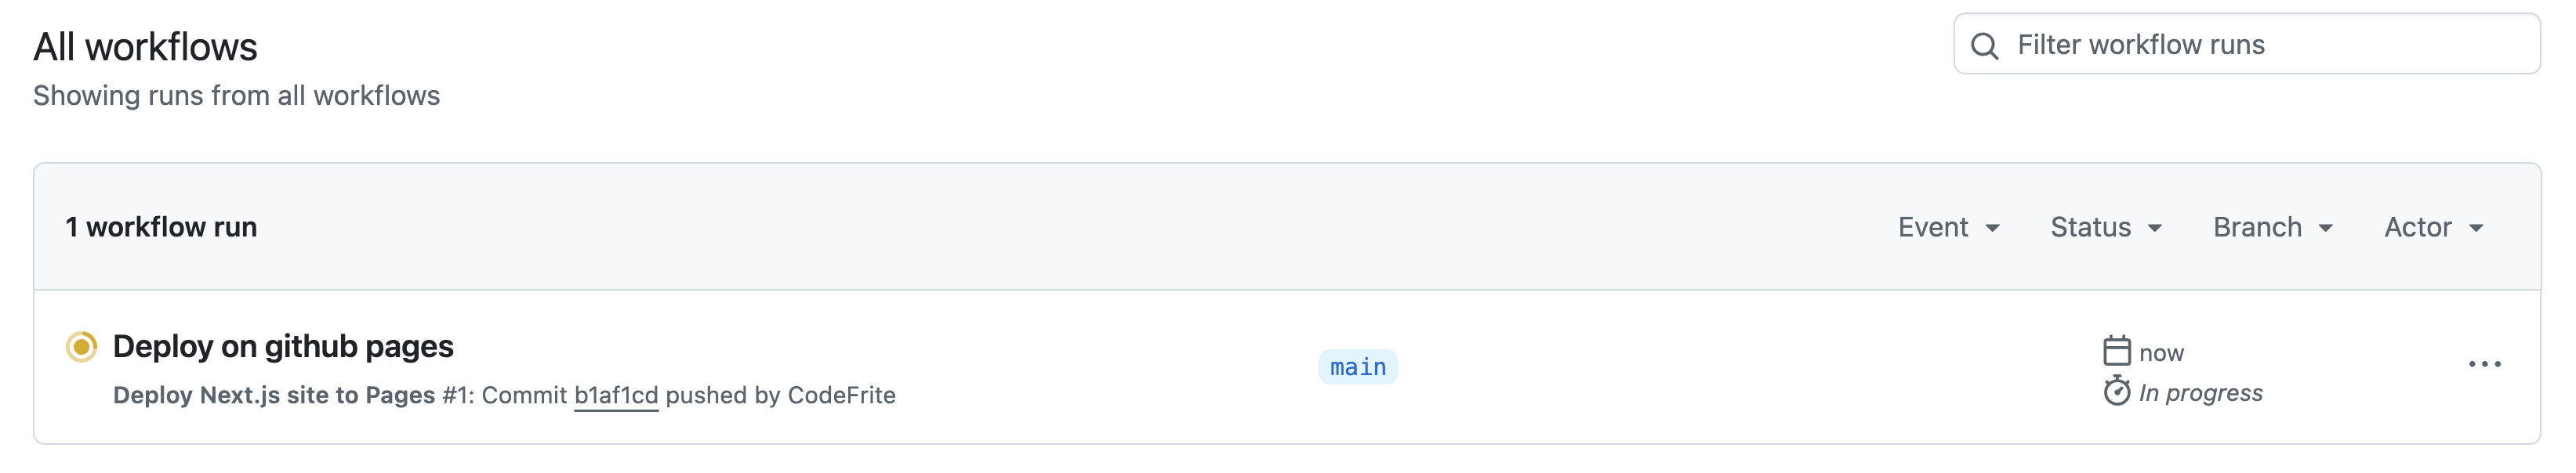 All workflows
Filter workflow runs
Showing runs from all workflows
1 workflow run
Event
Status
Branch
Actor
Deploy on github pages
Deploy Next.js site to Pages #1: Commit b1af1cd pushed by CodeFrite
main
now
In progress